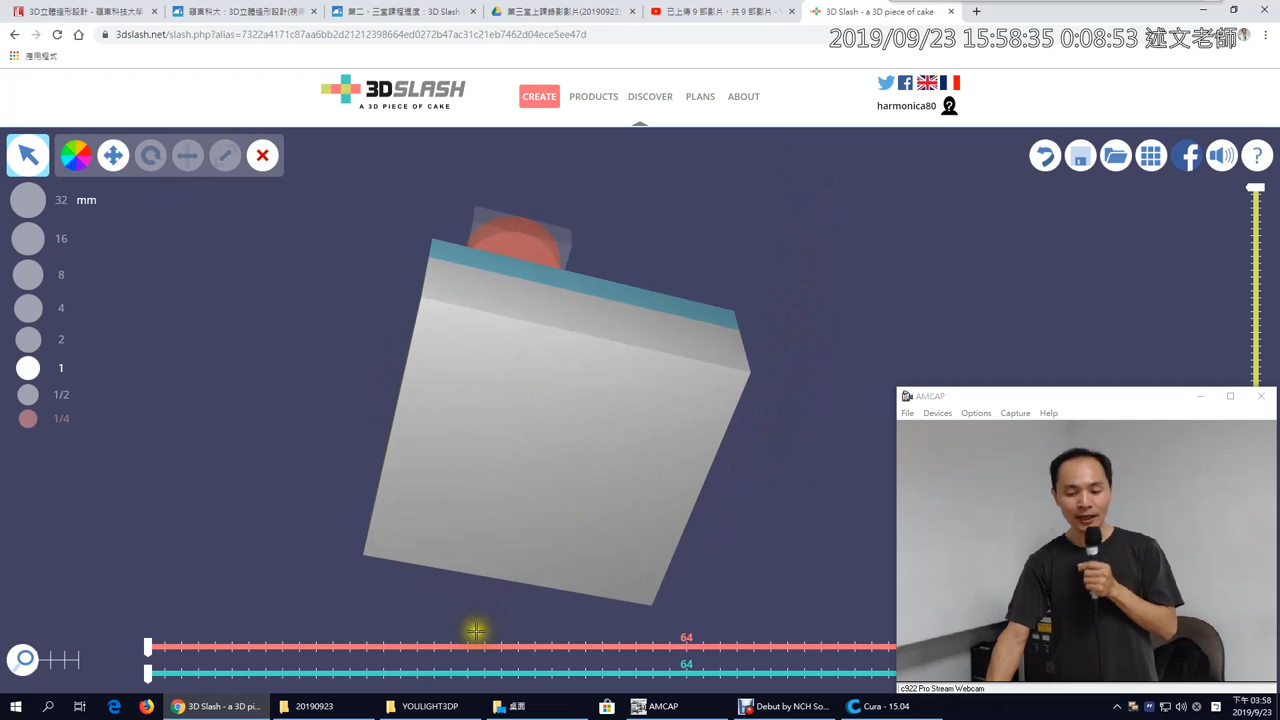 3D立體造形設計 - 嶺東科技大學
嶺東科大：3D立體造形設計(視傳
第二、三堂課程進度：3D Slash
第三堂上課錄影影片(20190923)
已上傳 9 部影片，共 9 部影片 - Y
3D Slash - a 3D piece of cake
3dslash.net/slash.php?alias=7322a4171c87aa6bb2d21212398664ed0272b47ac31c21eb7462d04ece5ee47d
2019/09/23 15:58:35 0:08:53 述文老師
應用程式
3DSLASH
A 3D PIECE OF CAKE
CREATE
PRODUCTS
DISCOVER
PLANS
ABOUT
harmonica80
32 mm
16
8
4
2
1
1/2
1/4
64
64
AMCAP
File Devices Options Capture Help
c922 Pro Stream Webcam
3D Slash - a 3D pi...
20190923
YOULIGHT3DP
桌面
AMCAP
Debut by NCH So...
Cura - 15.04
下午 03:58
2019/9/23